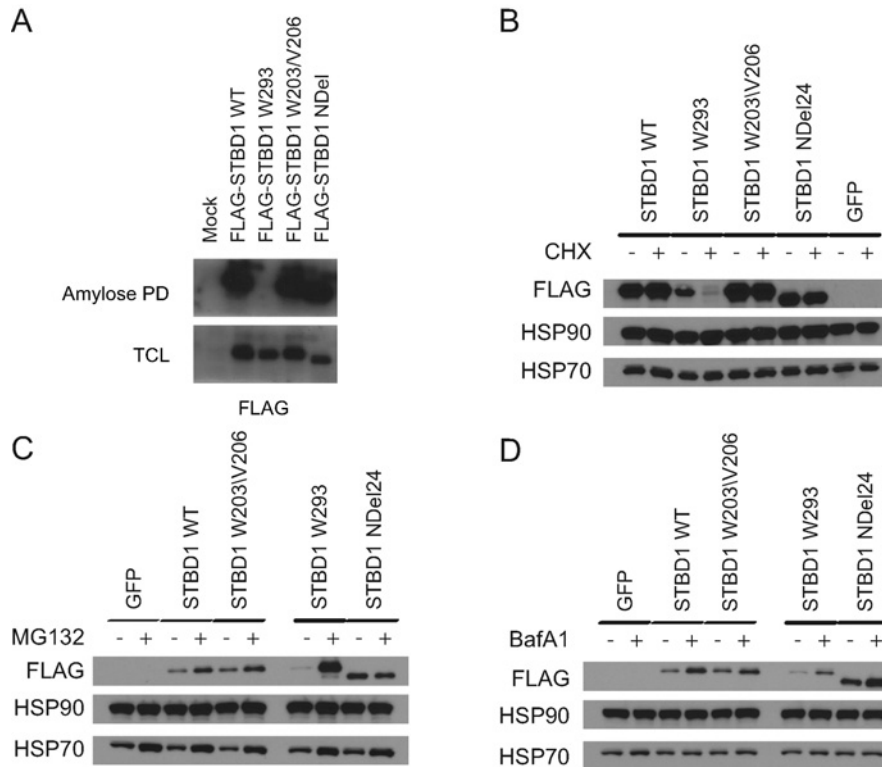 A
Mock
FLAG-STBD1 WT
FLAG-STBD1 W293
FLAG-STBD1 W203/V206
FLAG-STBD1 NDel
Amylose PD
TCL
FLAG
B
STBD1 WT
STBD1 W293
STBD1 W203\V206
STBD1 NDel24
GFP
CHX - + - + - + - + - +
FLAG
HSP90
HSP70
C
GFP
STBD1 WT
STBD1 W203\V206
STBD1 W293
STBD1 NDel24
MG132 - + - + - + - + - +
FLAG
HSP90
HSP70
D
GFP
STBD1 WT
STBD1 W203\V206
STBD1 W293
STBD1 NDel24
BafA1 - + - + - + - + - +
FLAG
HSP90
HSP70